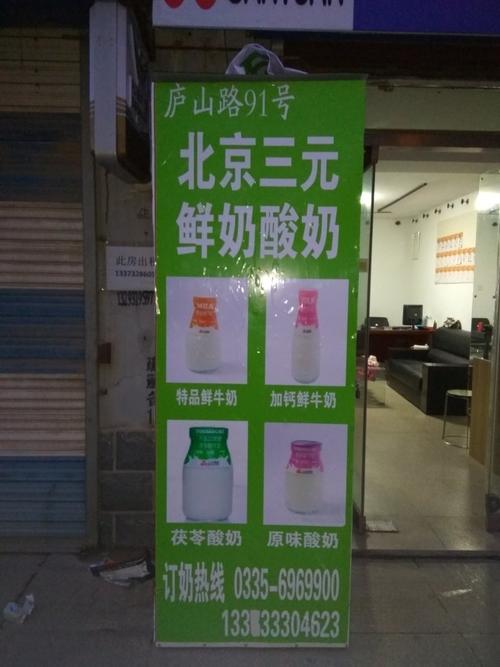 SANYUAN
庐山路91号
北京三元
鲜奶酸奶
此房出租
特品鲜牛奶
加钙鲜牛奶
茯苓酸奶
原味酸奶
订奶热线 0335-6969900